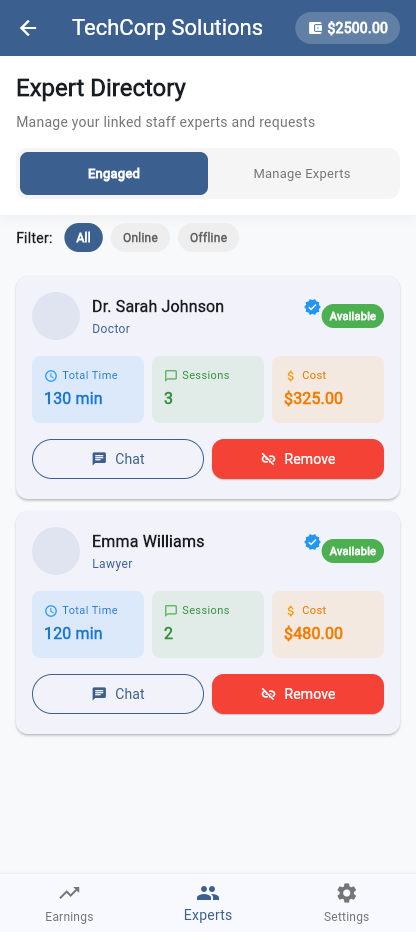 TechCorp Solutions
$2500.00
Expert Directory
Manage your linked staff experts and requests
Engaged
Manage Experts
Filter:
All
Online
Offline
Dr. Sarah Johnson
Doctor
Available
Total Time
130 min
Sessions
3
Cost
$325.00
Chat
Remove
Emma Williams
Lawyer
Available
Total Time
120 min
Sessions
2
Cost
$480.00
Chat
Remove
Earnings
Experts
Settings